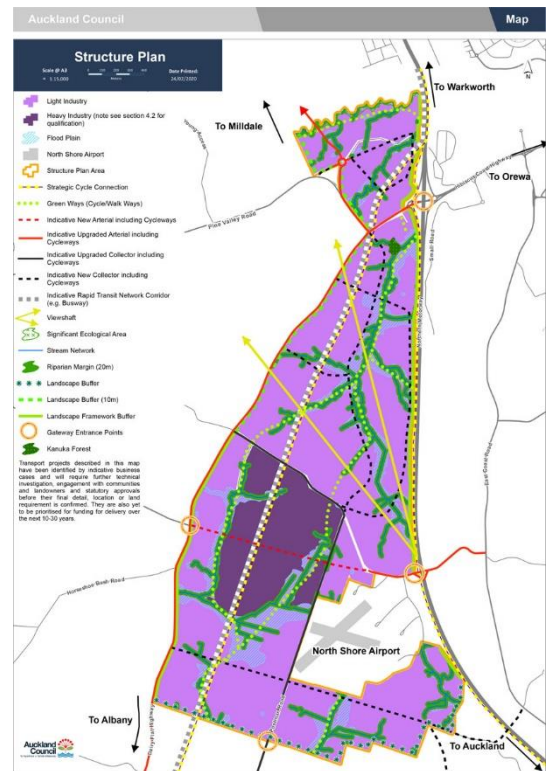 Auckland Council
Map
Structure Plan
Scale @ A3
Date Printed:
Light Industry
Heavy Industry (note see section 4.2 for
qualification)
Flood Plain
North Shore Airport
Structure Plan Area
Strategic Cycle Connection
Green Ways (Cycle/Walk Ways)
Indicative New Arterial including Cycleways
Indicative Upgraded Arterial including
Cycleways
Indicative Upgraded Collector including
Cycleways
Indicative New Collector including
Cycleways
Indicative Rapid Transit Network Corridor
(e.g. Busway)
Viewshaft
Significant Ecological Area
Stream Network
Riparian Margin (20m)
Landscape Buffer
Landscape Buffer (10m)
Landscape Framework Buffer
Gateway Entrance Points
Kanuka Forest
Transport projects described in this map
have been identified by indicative business
cases and will require further technical
investigation, engagement with communities
and landowners and statutory approvals
before their final detail, location or land
requirement is confirmed. They are also yet
to be prioritised for funding for delivery over
the next 10-30 years.
To Warkworth
To Milldale
To Orewa
Pine Valley Road
Small Road
East Coast Road
Horseshoe Bush Road
North Shore Airport
To Albany
To Auckland
Auckland
Council